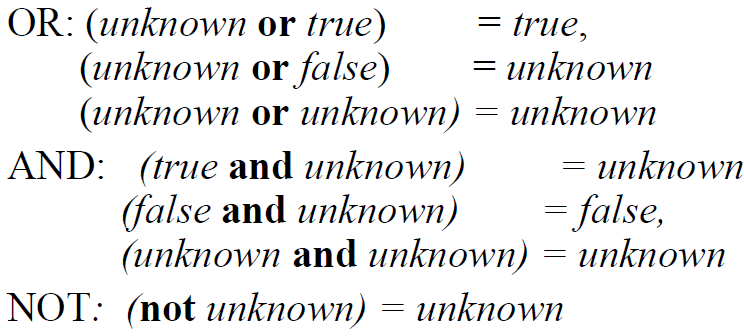 OR: (unknown or true) = true,
(unknown or false) = unknown
(unknown or unknown) = unknown
AND: (true and unknown) = unknown
(false and unknown) = false,
(unknown and unknown) = unknown
NOT: (not unknown) = unknown